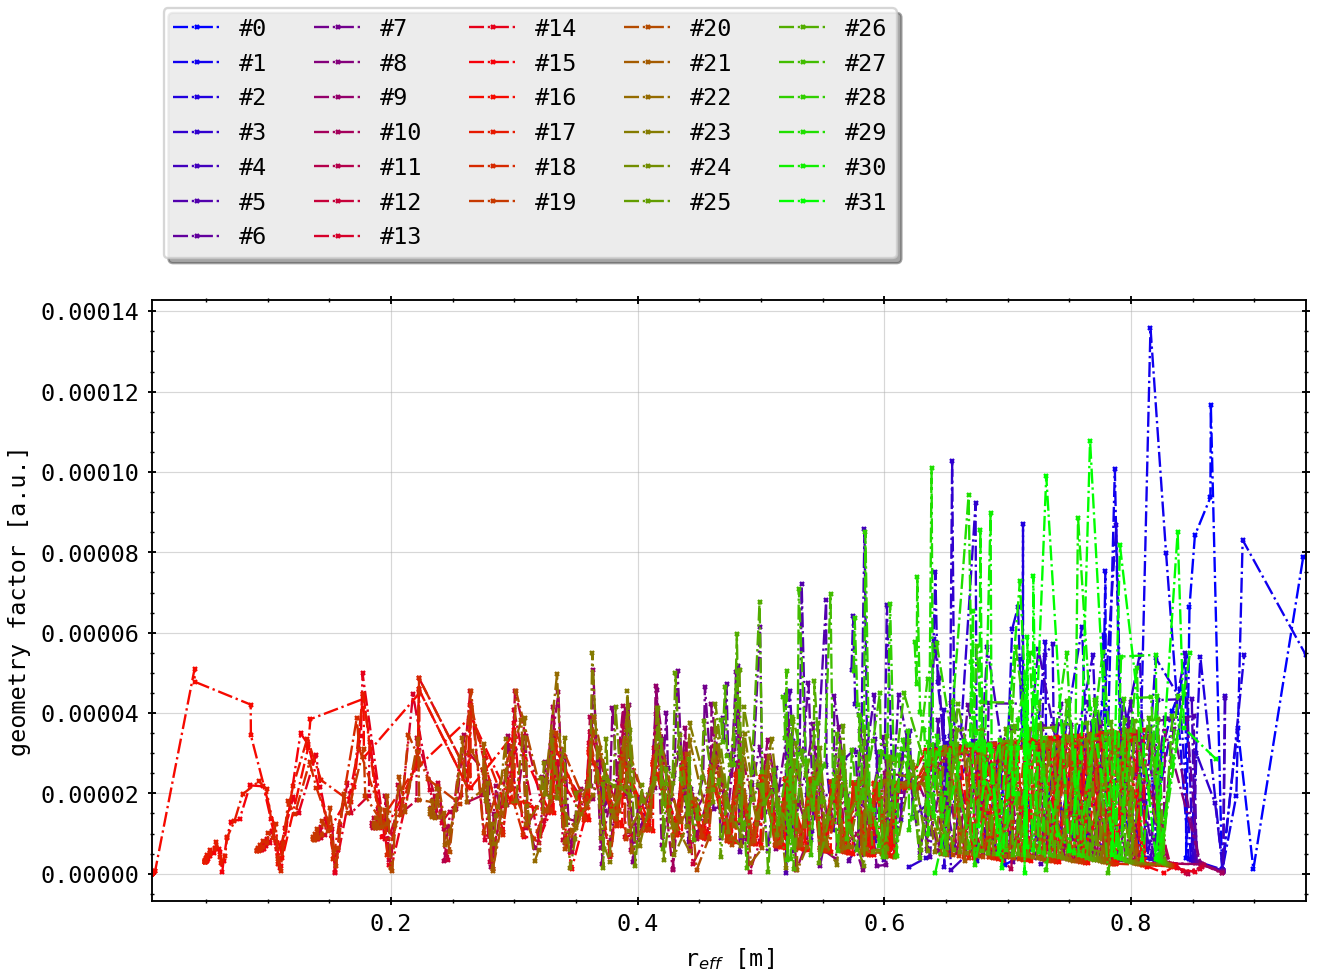 #0 #7 #14 #20 #26
#1 #8 #15 #21 #27
#2 #9 #16 #22 #28
#3 #10 #17 #23 #29
#4 #11 #18 #24 #30
#5 #12 #19 #25 #31
#6 #13
0.00014
0.00012
0.00010
0.00008
0.00006
0.00004
0.00002
0.00000
geometry factor [a.u.]
0.2 0.4 0.6 0.8
r_eff [m]